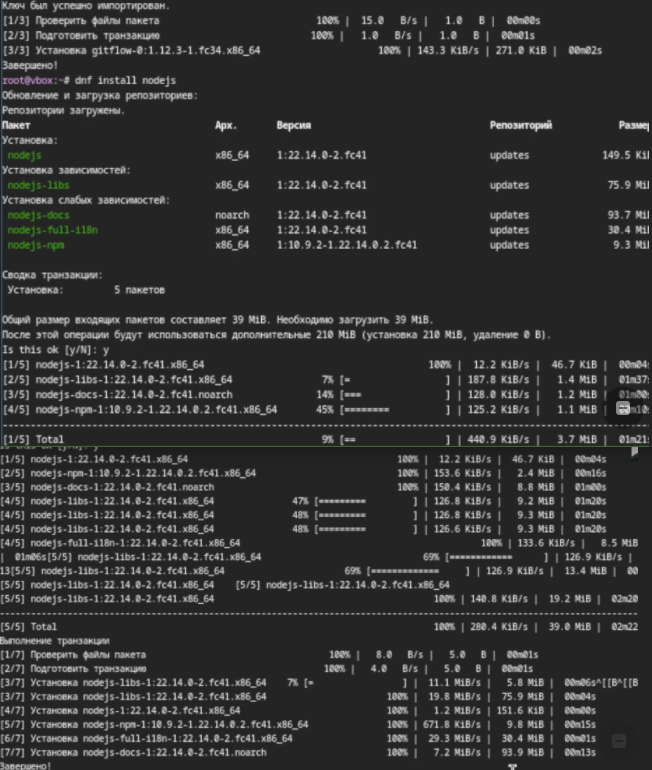 Ключ был успешно импортирован.
[1/3] Проверить файлы пакета 100% | 15.0 B/s | 1.0 B | 00m00s
[2/3] Подготовить транзакцию 100% | 1.0 B/s | 1.0 B | 00m01s
[3/3] Установка gitflow-0:1.12.3-1.fc34.x86_64 100% | 143.3 KiB/s | 271.0 KiB | 00m02s
Завершено!
root@vbox:~# dnf install nodejs
Обновление и загрузка репозиториев:
Репозитории загружены.
Пакет Арх. Версия Репозиторий Размер
Установка:
nodejs x86_64 1:22.14.0-2.fc41 updates 149.5 Ki
Установка зависимостей:
nodejs-libs x86_64 1:22.14.0-2.fc41 updates 75.9 Mi
Установка слабых зависимостей:
nodejs-docs noarch 1:22.14.0-2.fc41 updates 93.7 Mi
nodejs-full-i18n x86_64 1:22.14.0-2.fc41 updates 30.4 Mi
nodejs-npm x86_64 1:10.9.2-1.22.14.0.2.fc41 updates 9.3 Mi
Сводка транзакции:
Установка: 5 пакетов
Общий размер входящих пакетов составляет 39 MiB. Необходимо загрузить 39 MiB.
После этой операции будут использоваться дополнительные 210 MiB (установка 210 MiB, удаление 0 B).
Is this ok [y/N]: y
[1/5] nodejs-1:22.14.0-2.fc41.x86_64 100% | 12.2 KiB/s | 46.7 KiB | 00m04s
[2/5] nodejs-libs-1:22.14.0-2.fc41.x86_64 7% [= ] | 187.8 KiB/s | 1.4 MiB | 01m37s
[3/5] nodejs-docs-1:22.14.0-2.fc41.noarch 14% [=== ] | 128.0 KiB/s | 1.2 MiB | 01m00s
[4/5] nodejs-npm-1:10.9.2-1.22.14.0.2.fc41.x86_64 45% [======== ] | 125.2 KiB/s | 1.1 MiB |
--------------------------------------------------------------------------------
[1/5] Total 9% [== ] | 440.9 KiB/s | 3.7 MiB | 01m21s
[1/5] nodejs-1:22.14.0-2.fc41.x86_64 100% | 12.2 KiB/s | 46.7 KiB | 00m04s
[2/5] nodejs-npm-1:10.9.2-1.22.14.0.2.fc41.x86_64 100% | 153.6 KiB/s | 2.4 MiB | 00m16s
[3/5] nodejs-docs-1:22.14.0-2.fc41.noarch 100% | 150.4 KiB/s | 8.8 MiB | 01m00s
[4/5] nodejs-libs-1:22.14.0-2.fc41.x86_64 47% [========= ] | 126.8 KiB/s | 9.2 MiB | 01m20s
[4/5] nodejs-libs-1:22.14.0-2.fc41.x86_64 48% [========= ] | 126.8 KiB/s | 9.3 MiB | 01m20s
[4/5] nodejs-libs-1:22.14.0-2.fc41.x86_64 48% [========= ] | 126.6 KiB/s | 9.3 MiB | 01m20s
[4/5] nodejs-full-i18n-1:22.14.0-2.fc41.x86_64 100% | 133.6 KiB/s | 8.5 MiB
| 01m06s[5/5] nodejs-libs-1:22.14.0-2.fc41.x86_64 69% [============ ] | 126.9 KiB/s |
13[5/5] nodejs-libs-1:22.14.0-2.fc41.x86_64 69% [============= ] | 126.9 KiB/s | 13.4 MiB | 00
[5/5] nodejs-libs-1:22.14.0-2.fc41.x86_64 [5/5] nodejs-libs-1:22.14.0-2.fc41.x86_64
[5/5] nodejs-libs-1:22.14.0-2.fc41.x86_64 100% | 140.8 KiB/s | 19.2 MiB | 02m20
--------------------------------------------------------------------------------
[5/5] Total 100% | 280.4 KiB/s | 39.0 MiB | 02m22
Выполнение транзакции
[1/7] Проверить файлы пакета 100% | 8.0 B/s | 5.0 B | 00m01s
[2/7] Подготовить транзакцию 100% | 4.0 B/s | 5.0 B | 00m01s
[3/7] Установка nodejs-libs-1:22.14.0-2.fc41.x86_64 7% [= ] | 11.1 MiB/s | 5.8 MiB | 00m06s^[[B^[[B
[3/7] Установка nodejs-libs-1:22.14.0-2.fc41.x86_64 100% | 19.8 MiB/s | 75.9 MiB | 00m04s
[4/7] Установка nodejs-1:22.14.0-2.fc41.x86_64 100% | 1.2 MiB/s | 151.6 KiB | 00m00s
[5/7] Установка nodejs-npm-1:10.9.2-1.22.14.0.2.fc41.x86_64 100% | 671.8 KiB/s | 9.8 MiB | 00m15s
[6/7] Установка nodejs-full-i18n-1:22.14.0-2.fc41.x86_64 100% | 29.3 MiB/s | 30.4 MiB | 00m01s
[7/7] Установка nodejs-docs-1:22.14.0-2.fc41.noarch 100% | 7.2 MiB/s | 93.9 MiB | 00m13s
Завершено!